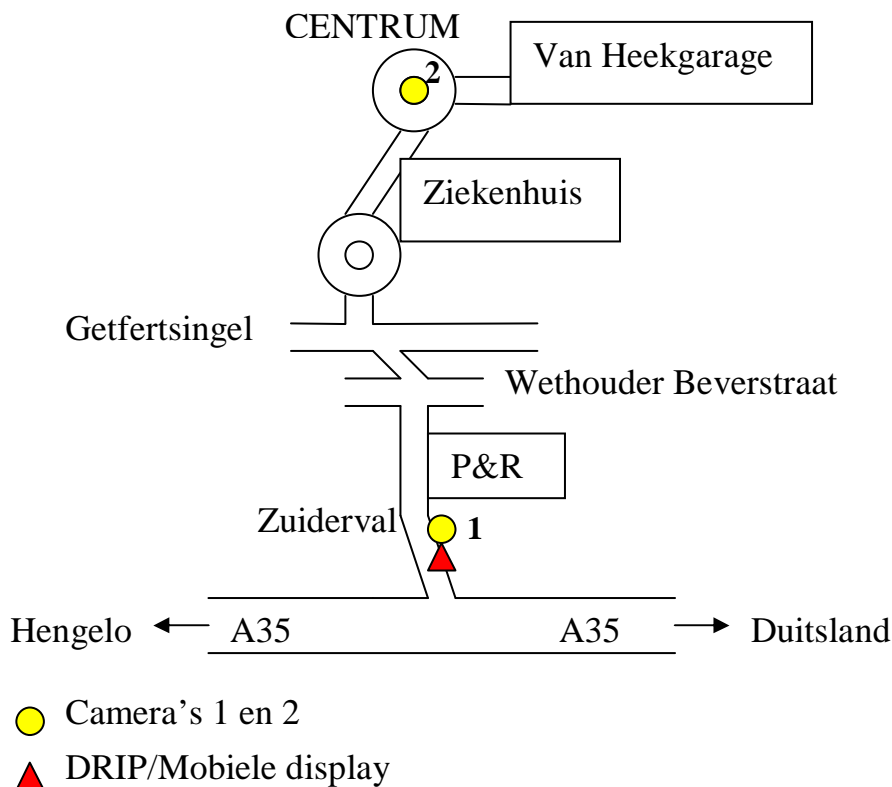 CENTRUM
2
Van Heekgarage
Ziekenhuis
Getfertsingel
Wethouder Beverstraat
P&R
Zuiderval
1
Hengelo
A35
A35
Duitsland
Camera’s 1 en 2
DRIP/Mobiele display